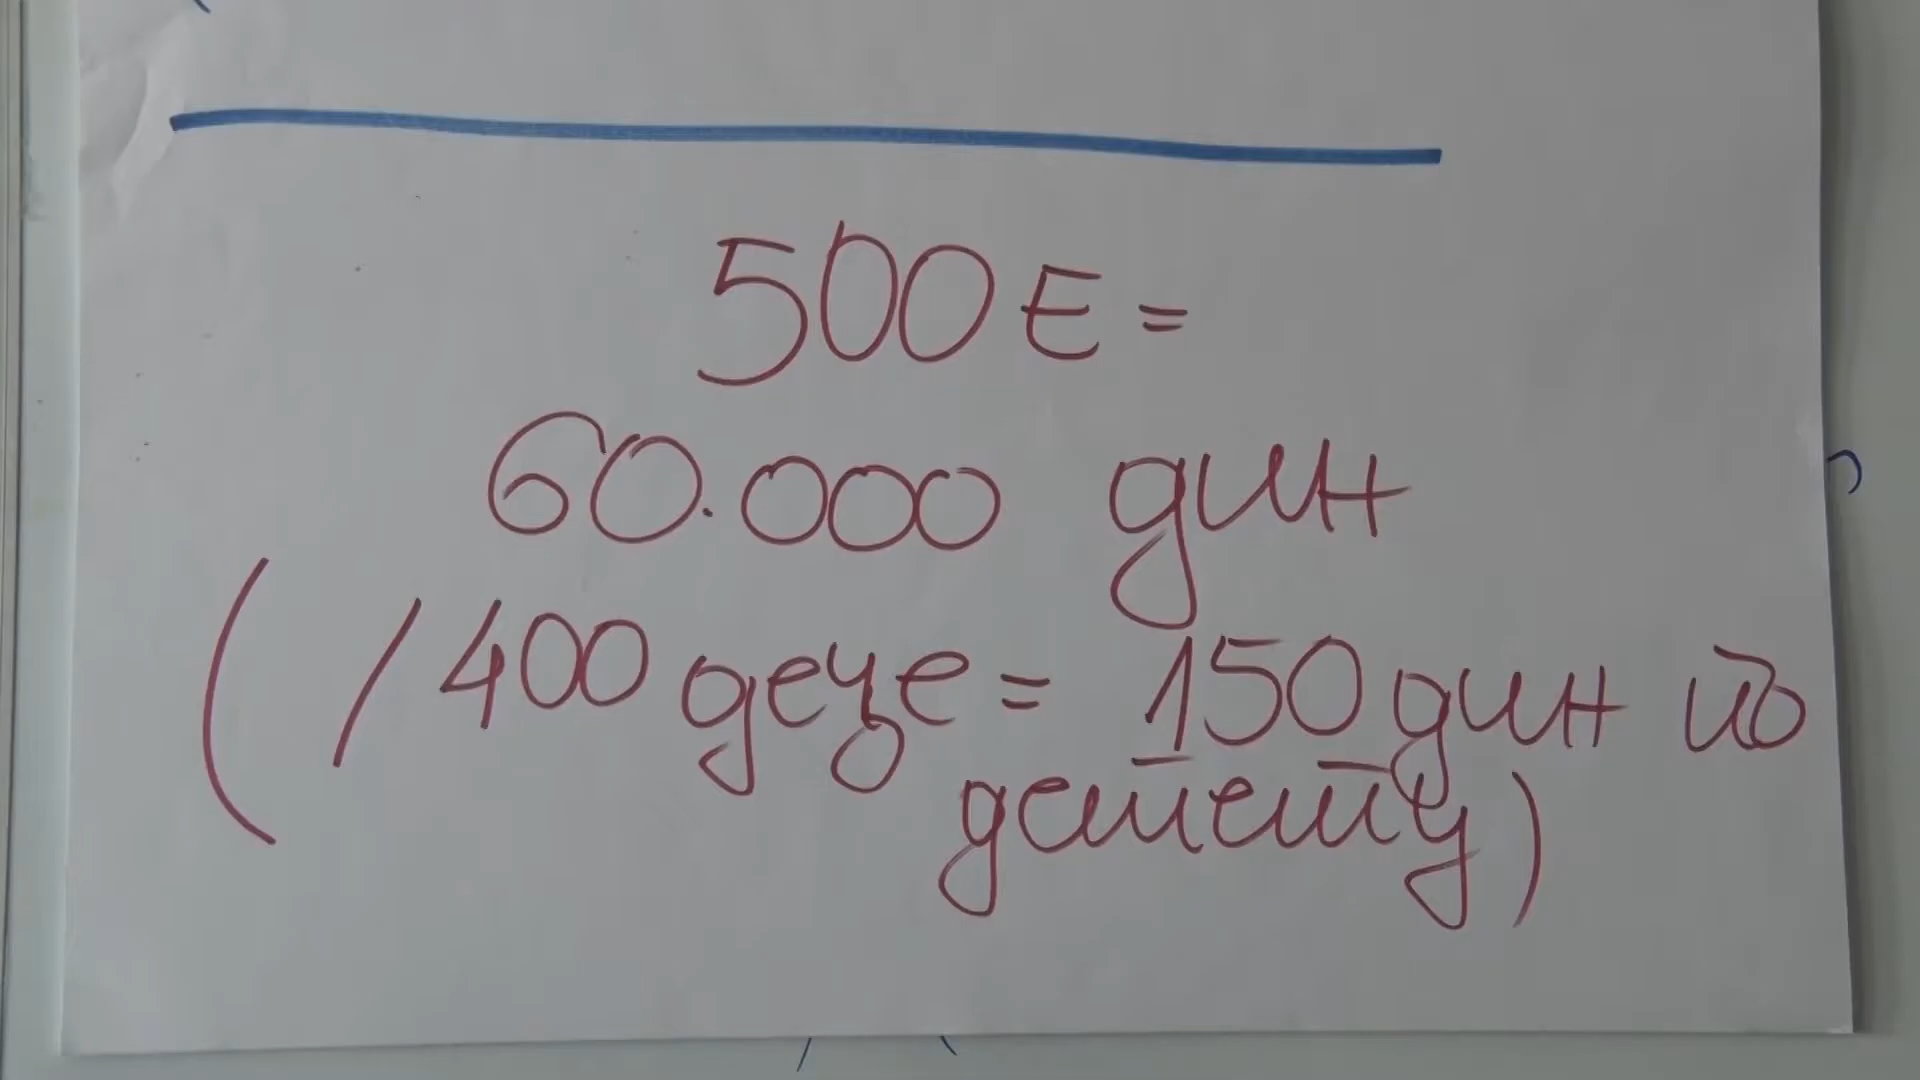 500 E =
60.000 дин
( / 400 деце = 150 дин по
детету)